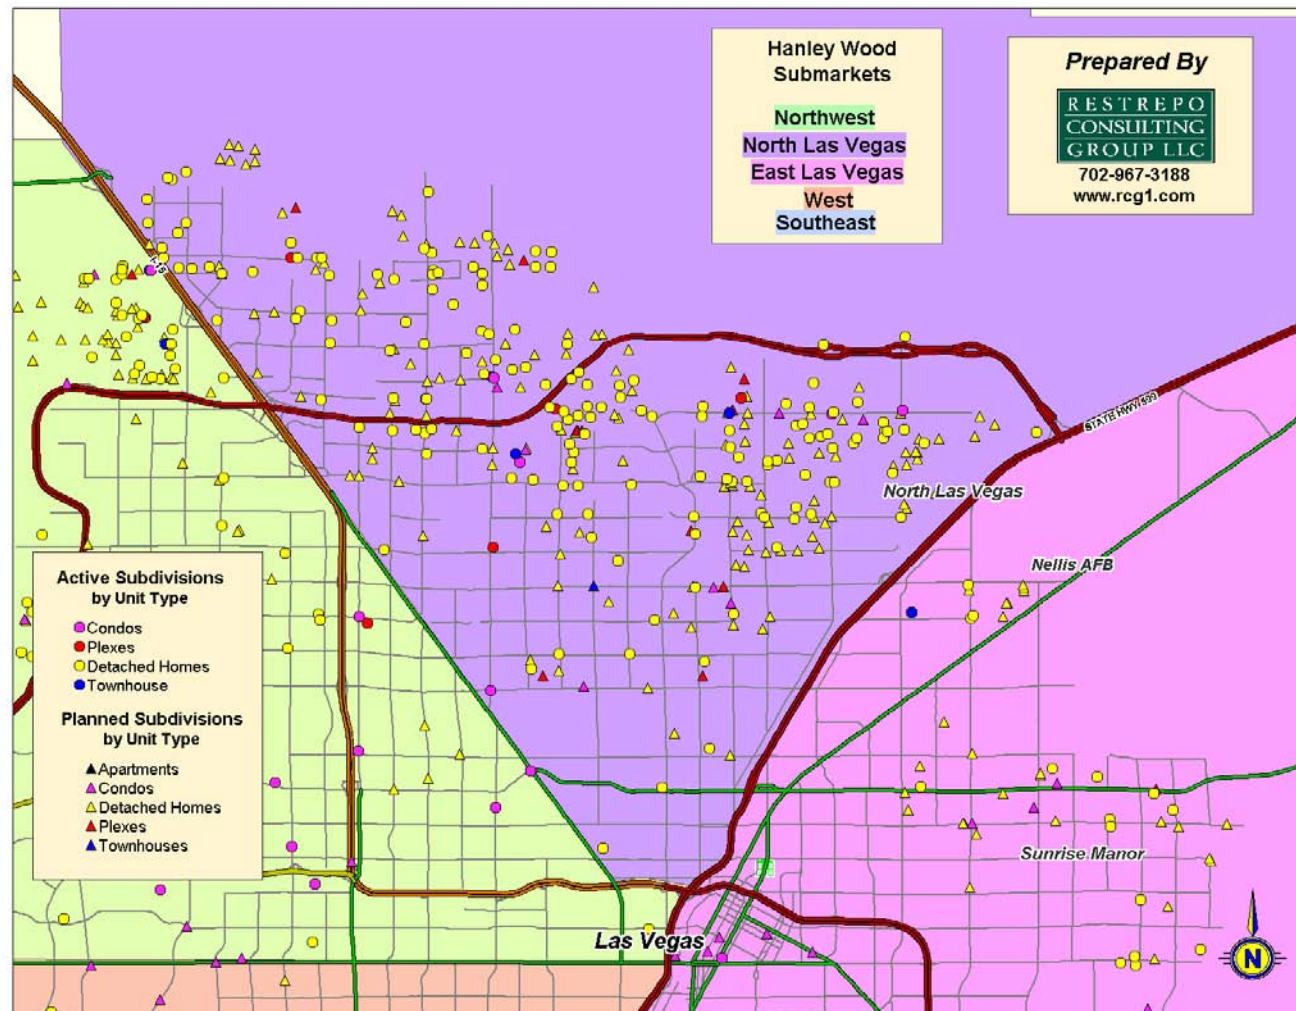 Hanley Wood
Submarkets
Northwest
North Las Vegas
East Las Vegas
West
Southeast
Prepared By
RESTREPO
CONSULTING
GROUP LLC
702-967-3188
www.rcg1.com
I-15
STATE HWY 599
North Las Vegas
Nellis AFB
Active Subdivisions
by Unit Type
Condos
Plexes
Detached Homes
Townhouse
Planned Subdivisions
by Unit Type
Apartments
Condos
Detached Homes
Plexes
Townhouses
Sunrise Manor
Las Vegas
N